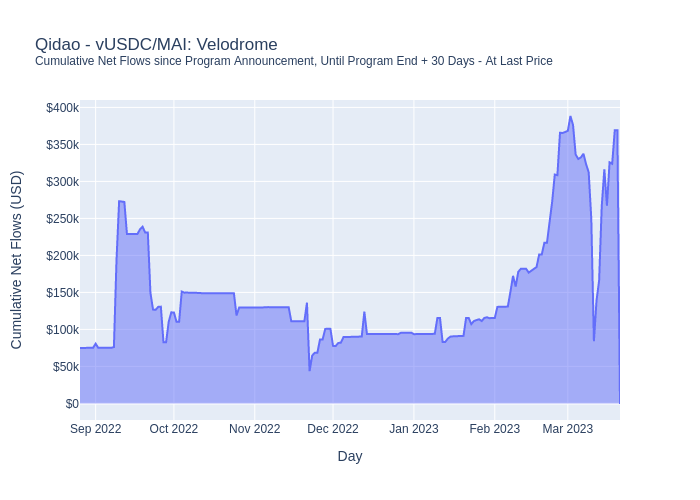 Qidao - vUSDC/MAI: Velodrome
Cumulative Net Flows since Program Announcement, Until Program End + 30 Days - At Last Price
Cumulative Net Flows (USD)
$400k
$350k
$300k
$250k
$200k
$150k
$100k
$50k
$0
Sep 2022 Oct 2022 Nov 2022 Dec 2022 Jan 2023 Feb 2023 Mar 2023
Day